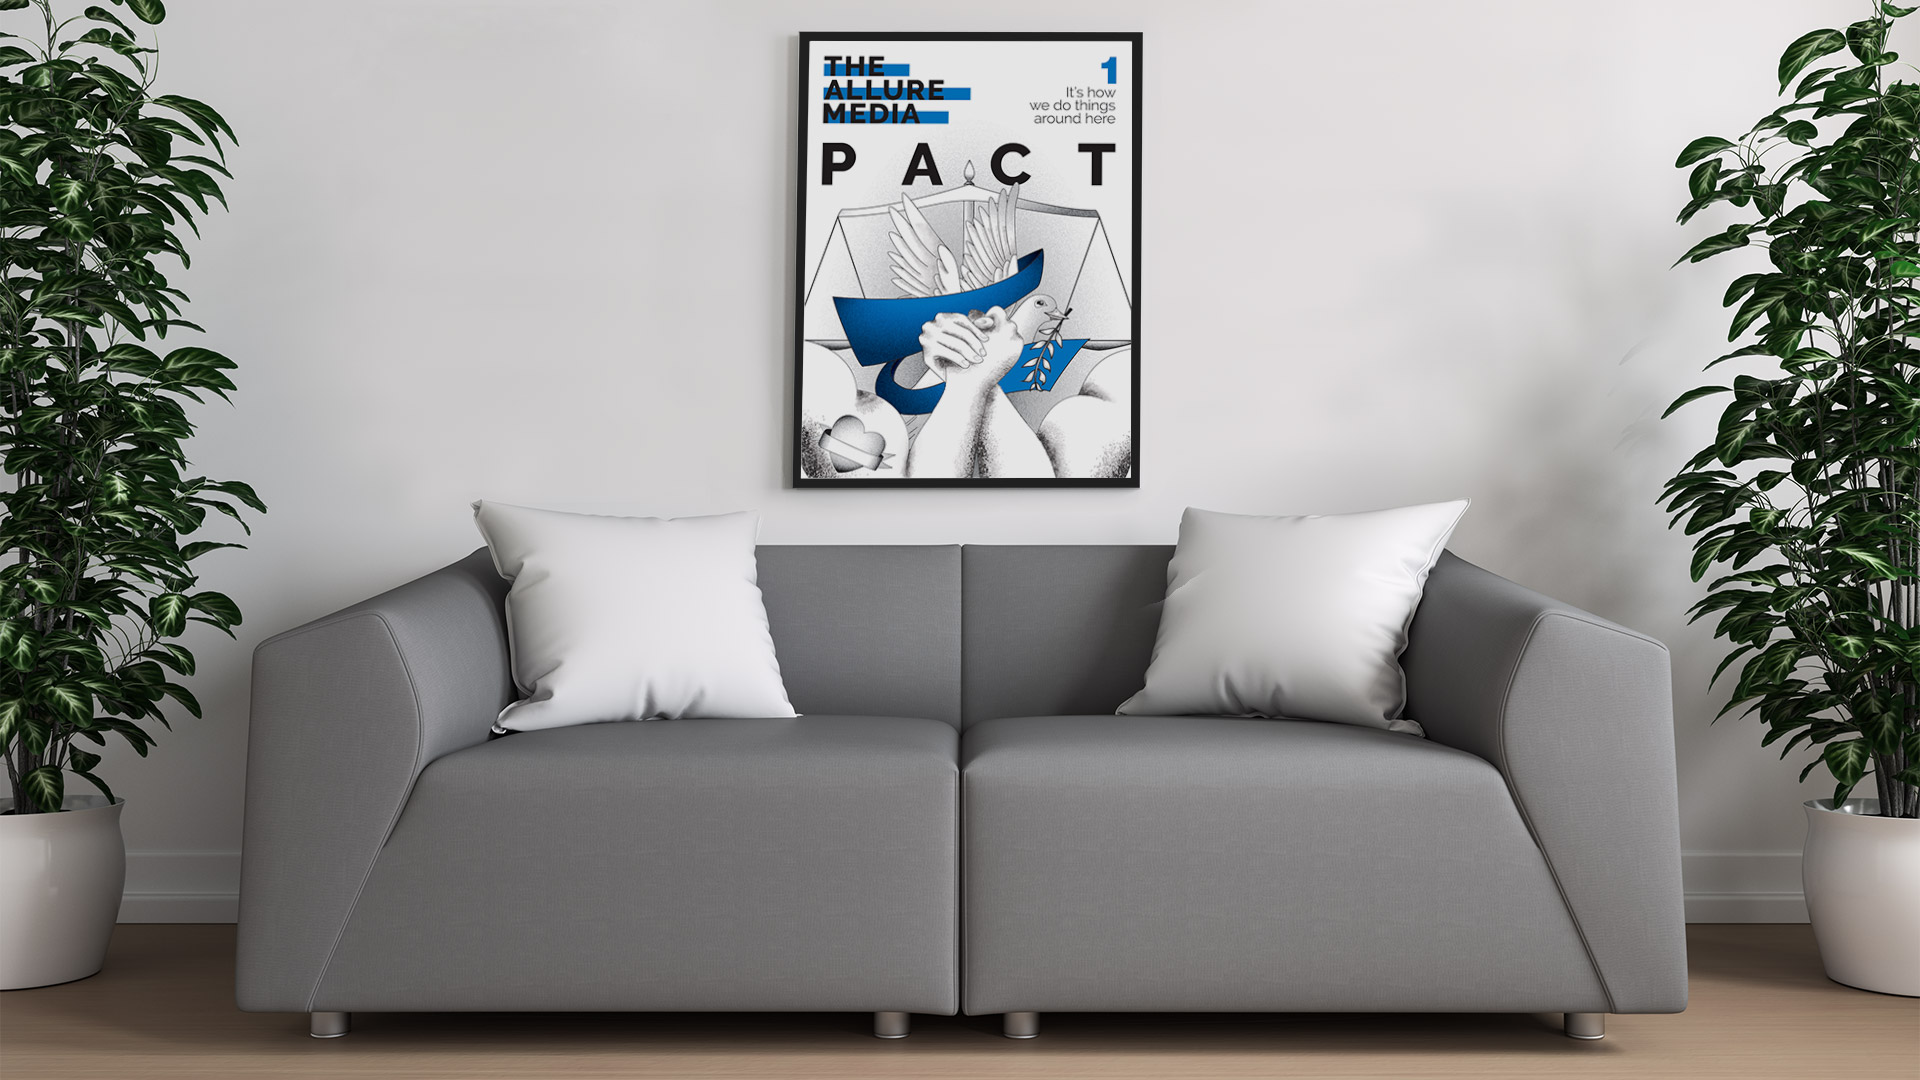 THE
ALLURE
MEDIA
1
It's how
we do things
around here
PACT